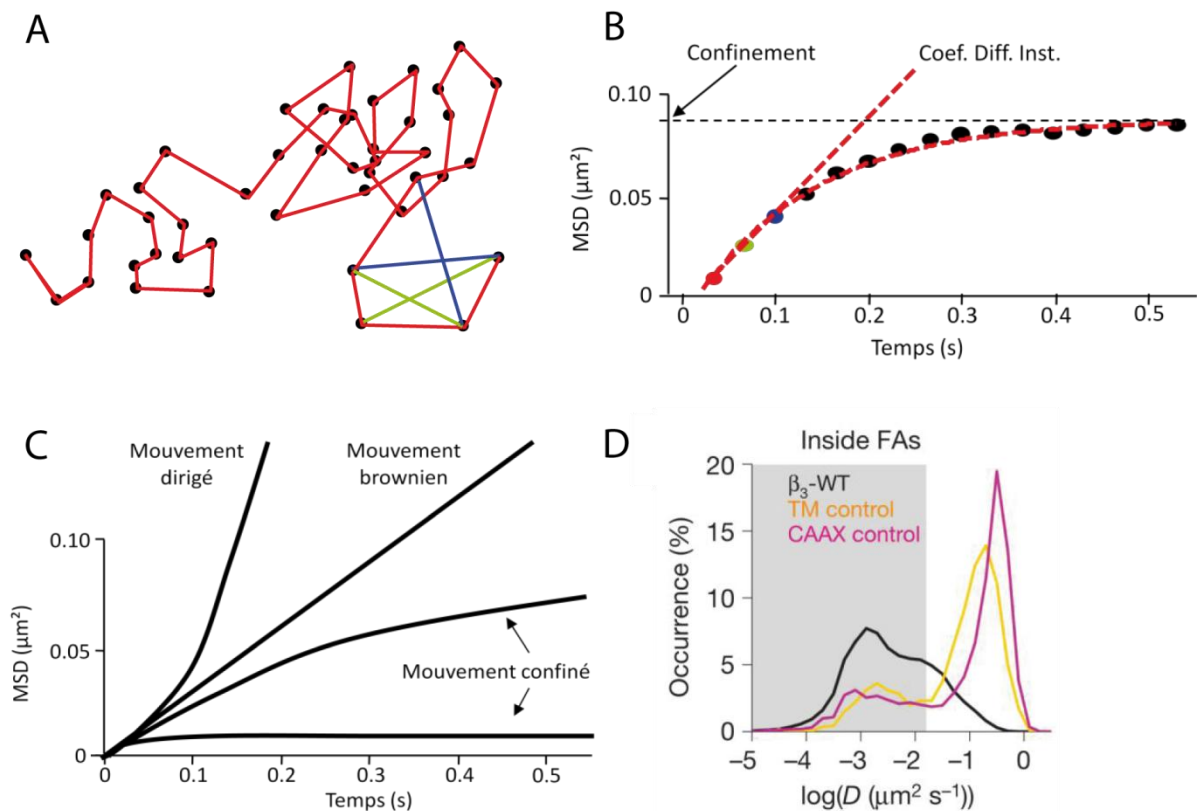 A
B
Confinement
Coef. Diff. Inst.
0.10
0.05
0
MSD (µm²)
0 0.1 0.2 0.3 0.4 0.5
Temps (s)
C
Mouvement
dirigé
Mouvement
brownien
0.10
0.05
0
MSD (µm²)
Mouvement confiné
0 0.1 0.2 0.3 0.4 0.5
Temps (s)
D
Inside FAs
β₃-WT
TM control
CAAX control
20
15
10
5
0
Occurrence (%)
–5 –4 –3 –2 –1 0
log(D (µm² s⁻¹))